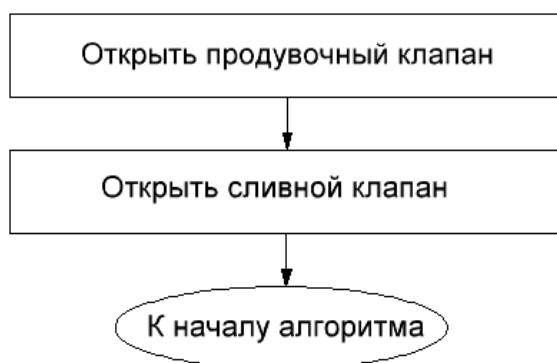 Открыть продувочный клапан
Открыть сливной клапан
К началу алгоритма